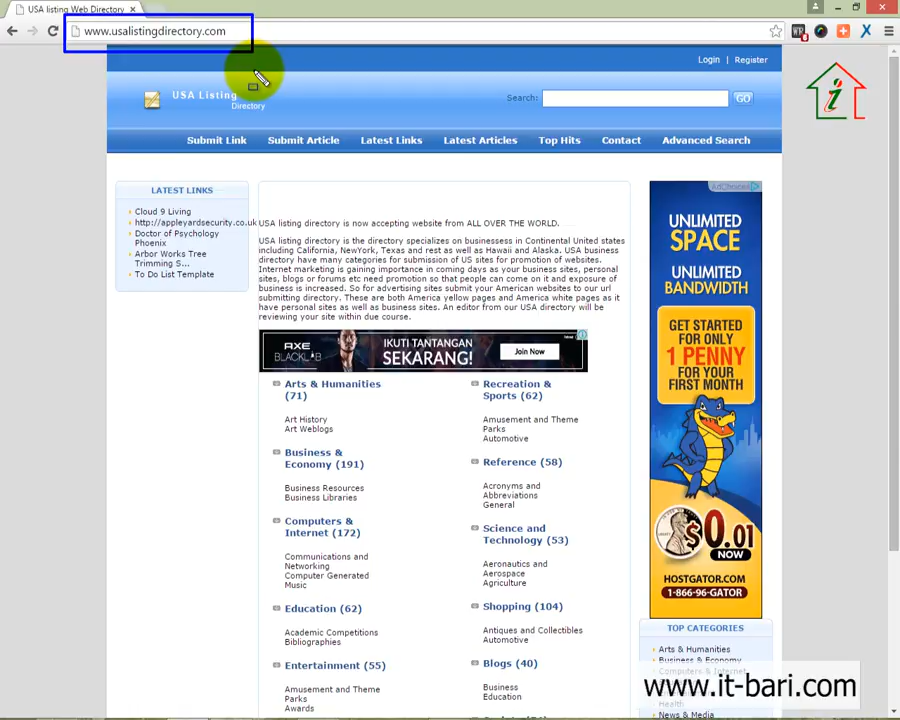 USA listing Web Directory
www.usalistingdirectory.com
Login | Register
USA Listing
Directory
Search:
GO
Submit Link
Submit Article
Latest Links
Latest Articles
Top Hits
Contact
Advanced Search
LATEST LINKS
Cloud 9 Living
http://appleyardsecurity.co.uk
Doctor of Psychology
Phoenix
Arbor Works Tree
Trimming S...
To Do List Template
USA listing directory is now accepting website from ALL OVER THE WORLD.
USA listing directory is the directory specializes on businessess in Continental United states
including California, NewYork, Texas and rest as well as Hawaii and Alaska. USA business
directory have many categories for submission of US sites for promotion of websites.
Internet marketing is gaining importance in coming days as your business sites, personal
sites, blogs or forums etc need promotion so that people can come on it and exposure of
business is increased. So for advertising sites submit your American websites to our url
submitting directory. These are both America yellow pages and America white pages as it
have personal sites as well as business sites. An editor from our USA directory will be
reviewing your site within due course.
AXE
BLACKLAB
IKUTI TANTANGAN
SEKARANG!
Join Now
Arts & Humanities
(71)
Art History
Art Weblogs
Business &
Economy (191)
Business Resources
Business Libraries
Computers &
Internet (172)
Communications and
Networking
Computer Generated
Music
Education (62)
Academic Competitions
Bibliographies
Entertainment (55)
Amusement and Theme
Parks
Awards
Recreation &
Sports (62)
Amusement and Theme
Parks
Automotive
Reference (58)
Acronyms and
Abbreviations
General
Science and
Technology (53)
Aeronautics and
Aerospace
Agriculture
Shopping (104)
Antiques and Collectibles
Automotive
Blogs (40)
Business
Education
AdChoices
UNLIMITED
SPACE
UNLIMITED
BANDWIDTH
GET STARTED
FOR ONLY
1 PENNY
FOR YOUR
FIRST MONTH
$0.01
NOW
HOSTGATOR.COM
1-866-96-GATOR
TOP CATEGORIES
Arts & Humanities
Business & Economy
Computers & Internet
Health
News & Media
www.it-bari.com